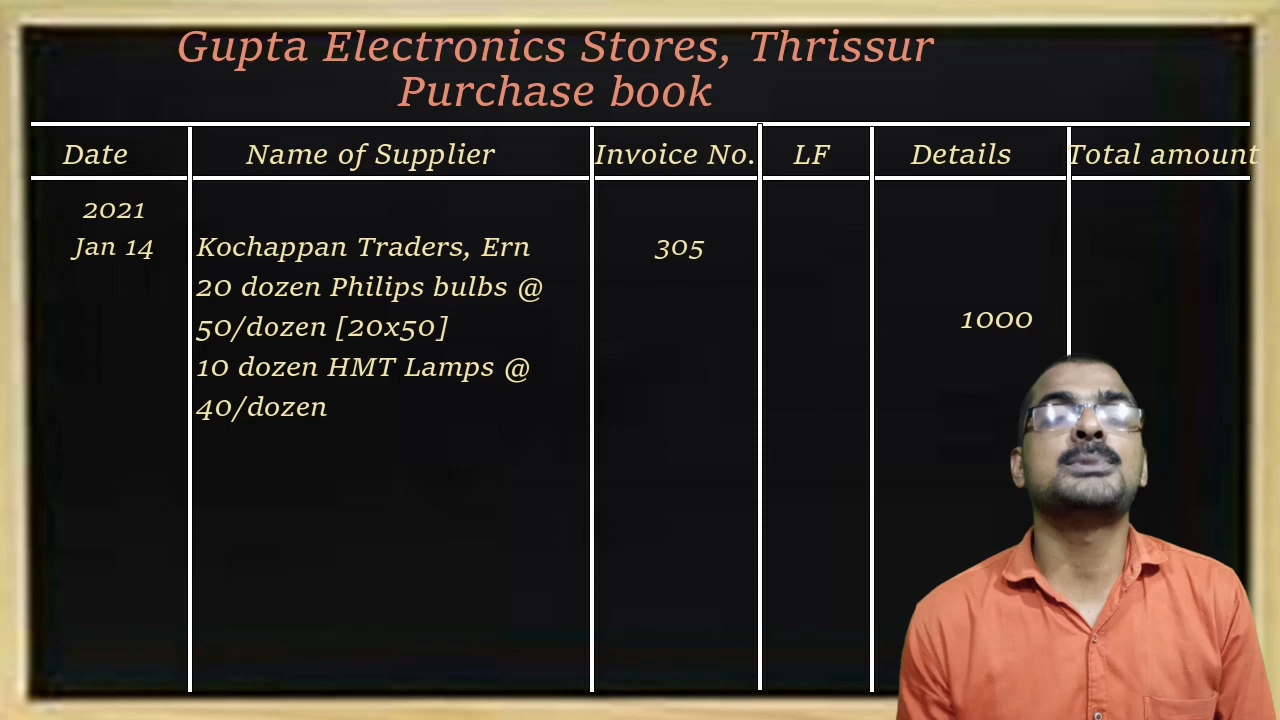 Gupta Electronics Stores, Thrissur
Purchase book
Date Name of Supplier Invoice No. LF Details Total amount
2021
Jan 14 Kochappan Traders, Ern 305
20 dozen Philips bulbs @
50/dozen [20x50] 1000
10 dozen HMT Lamps @
40/dozen